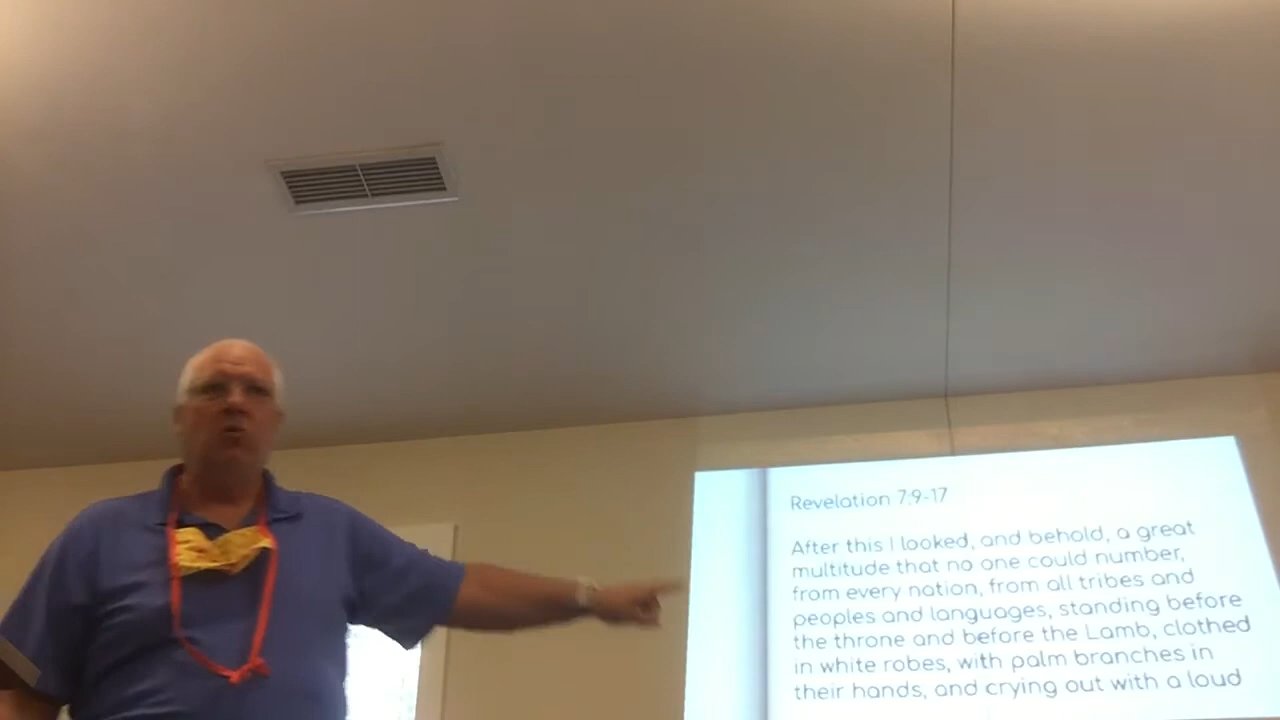 Revelation 7:9-17
After this I looked, and behold, a great
multitude that no one could number,
from every nation, from all tribes and
peoples and languages, standing before
the throne and before the Lamb, clothed
in white robes, with palm branches in
their hands, and crying out with a loud